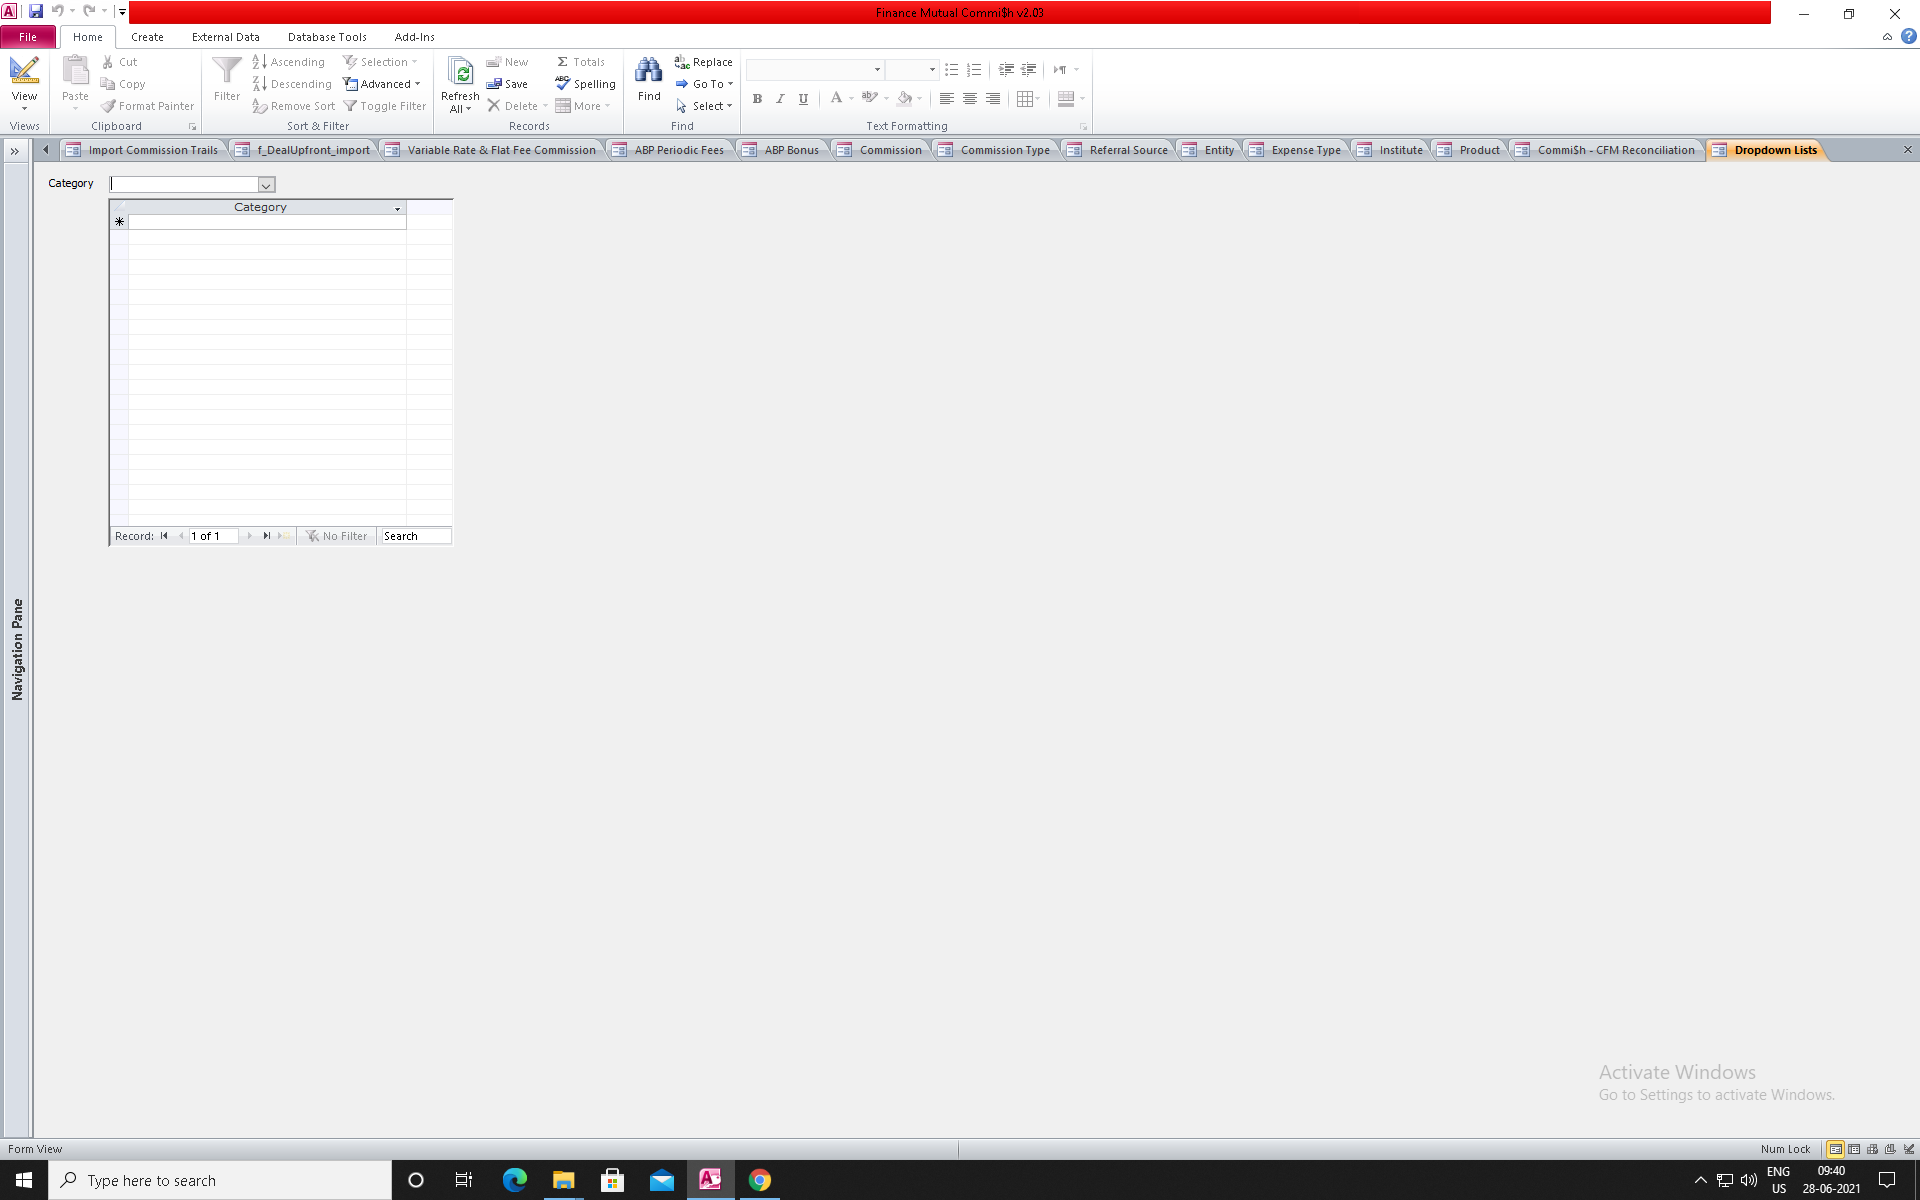 Finance Mutual Commi$h v2.03
File Home Create External Data Database Tools Add-Ins
View
Views
Paste
Cut
Copy
Format Painter
Clipboard
Filter
Ascending
Descending
Remove Sort
Selection
Advanced
Toggle Filter
Sort & Filter
Refresh
All
New
Save
Delete
Totals
Spelling
More
Records
Find
Replace
Go To
Select
Find
B I U A
Text Formatting
Import Commission Trails f_DealUpfront_import Variable Rate & Flat Fee Commission ABP Periodic Fees ABP Bonus Commission Commission Type Referral Source Entity Expense Type Institute Product Commi$h - CFM Reconciliation Dropdown Lists
Category
Category
Record: 1 of 1 No Filter Search
Navigation Pane
Activate Windows
Go to Settings to activate Windows.
Form View Num Lock
Type here to search
ENG
US
09:40
28-06-2021